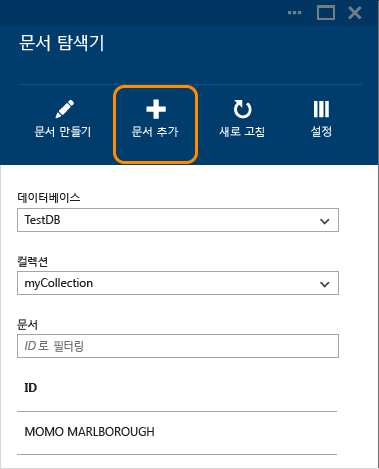 문서 탐색기
문서 만들기 문서 추가 새로 고침 설정
데이터베이스
TestDB
컬렉션
myCollection
문서
ID로 필터링
ID
MOMO MARLBOROUGH